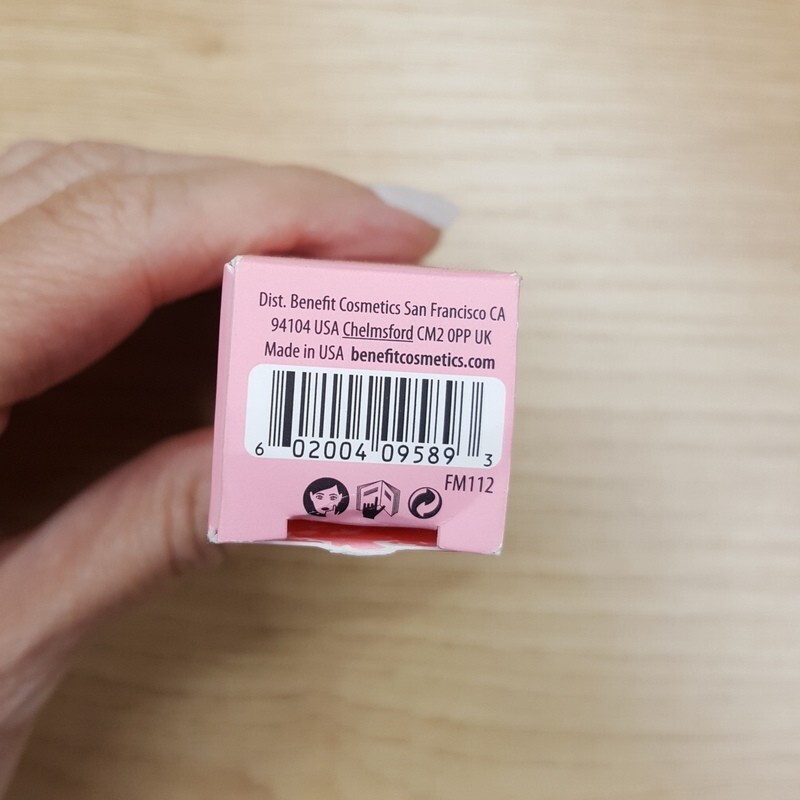 Dist. Benefit Cosmetics San Francisco CA
94104 USA Chelmsford CM2 0PP UK
Made in USA benefitcosmetics.com
6 02004 09589 3
FM112